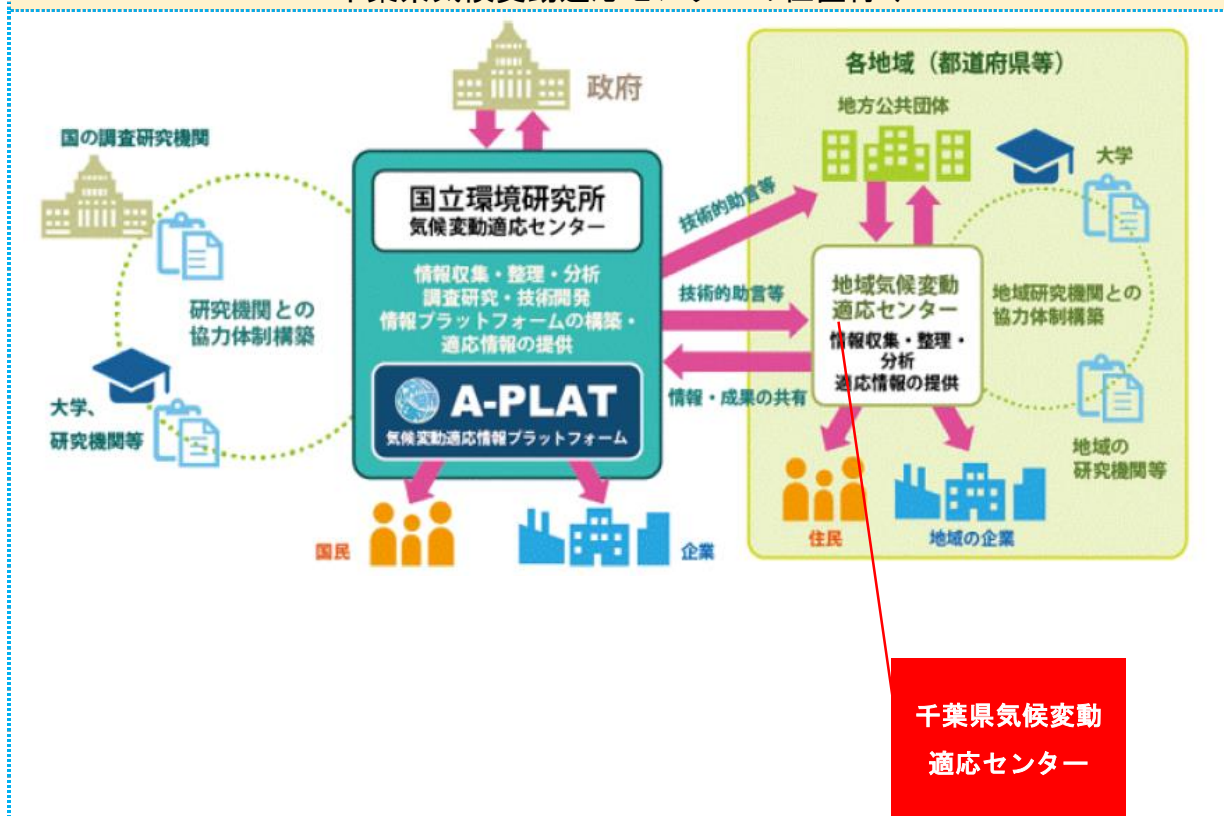 政府
国の調査研究機関
研究機関との
協力体制構築
大学、
研究機関等
国立環境研究所
気候変動適応センター
情報収集・整理・分析
調査研究・技術開発
情報プラットフォームの構築・
適応情報の提供
A-PLAT
気候変動適応情報プラットフォーム
国民
企業
技術的助言等
技術的助言等
情報・成果の共有
各地域（都道府県等）
地方公共団体
大学
地域気候変動
適応センター
情報収集・整理・
分析
適応情報の提供
地域研究機関との
協力体制構築
地域の
研究機関等
住民
地域の企業
千葉県気候変動
適応センター